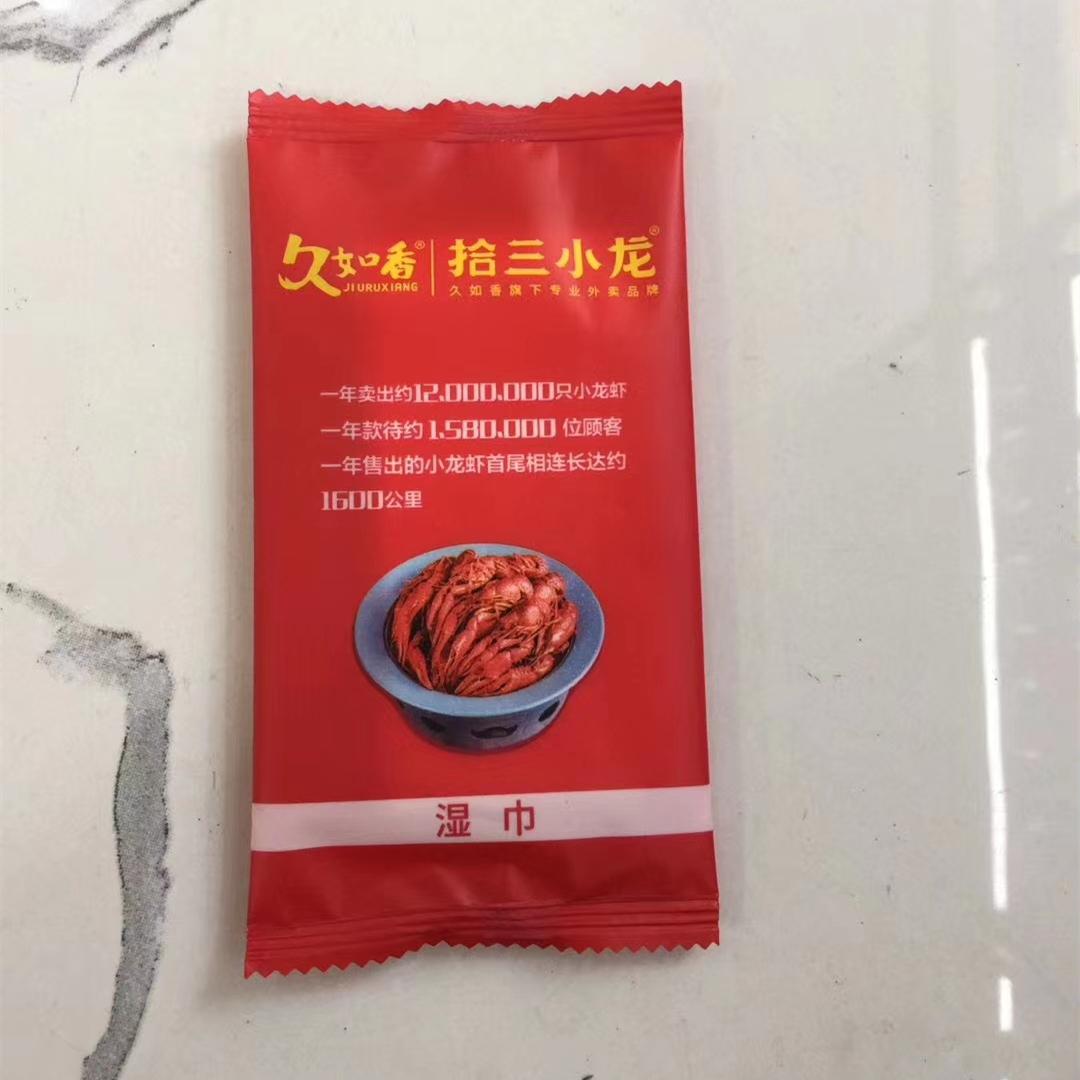 久如香® 拾三小龙®
JIURUXIANG 久如香旗下专业外卖品牌
一年卖出约12,000,000只小龙虾
一年款待约1,580,000位顾客
一年售出的小龙虾首尾相连长达约
1600公里
湿巾